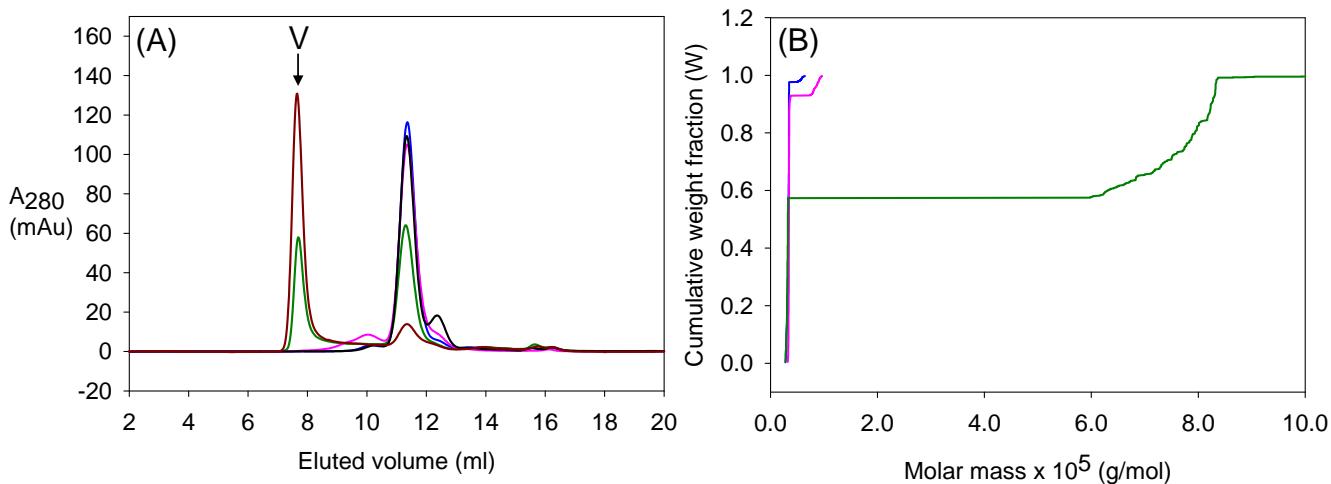 (A)
V
160
140
120
100
80
60
40
20
0
-20
A280
(mAu)
2 4 6 8 10 12 14 16 18 20
Eluted volume (ml)
(B)
1.2
1.0
0.8
0.6
0.4
0.2
0.0
Cumulative weight fraction (W)
0.0 2.0 4.0 6.0 8.0 10.0
Molar mass x 10^5 (g/mol)